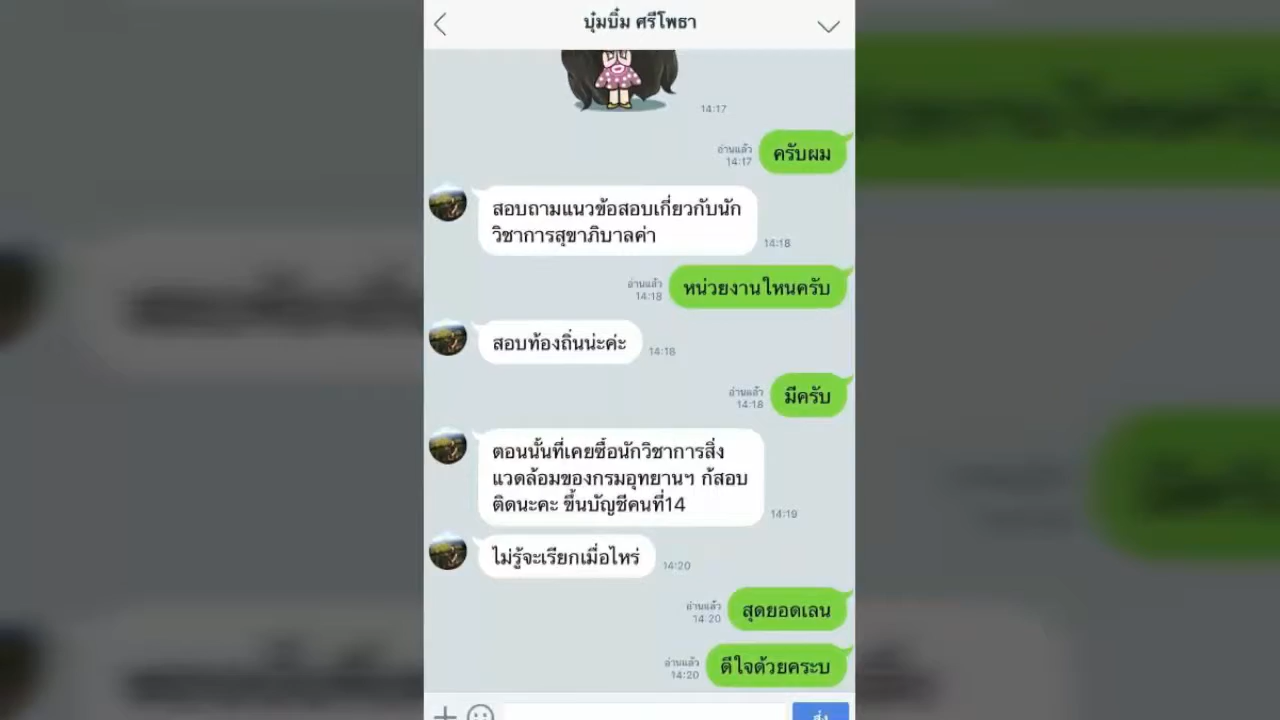 บุ๋มบิ๋ม ศรีโพธา
14:17
อ่านแล้ว
14:17
ครับผม
สอบถามแนวข้อสอบเกี่ยวกับนัก
วิชาการสุขาภิบาลค่า
14:18
อ่านแล้ว
14:18
หน่วยงานใหนครับ
สอบท้องถิ่นน่ะค่ะ
14:18
อ่านแล้ว
14:18
มีครับ
ตอนนั้นที่เคยซื้อนักวิชาการสิ่ง
แวดล้อมของกรมอุทยานฯ ก้สอบ
ติดนะคะ ขึ้นบัญชีคนที่14
14:19
ไม่รู้จะเรียกเมื่อไหร่
14:20
อ่านแล้ว
14:20
สุดยอดเลน
อ่านแล้ว
14:20
ดีใจด้วยคระบ
ส่ง